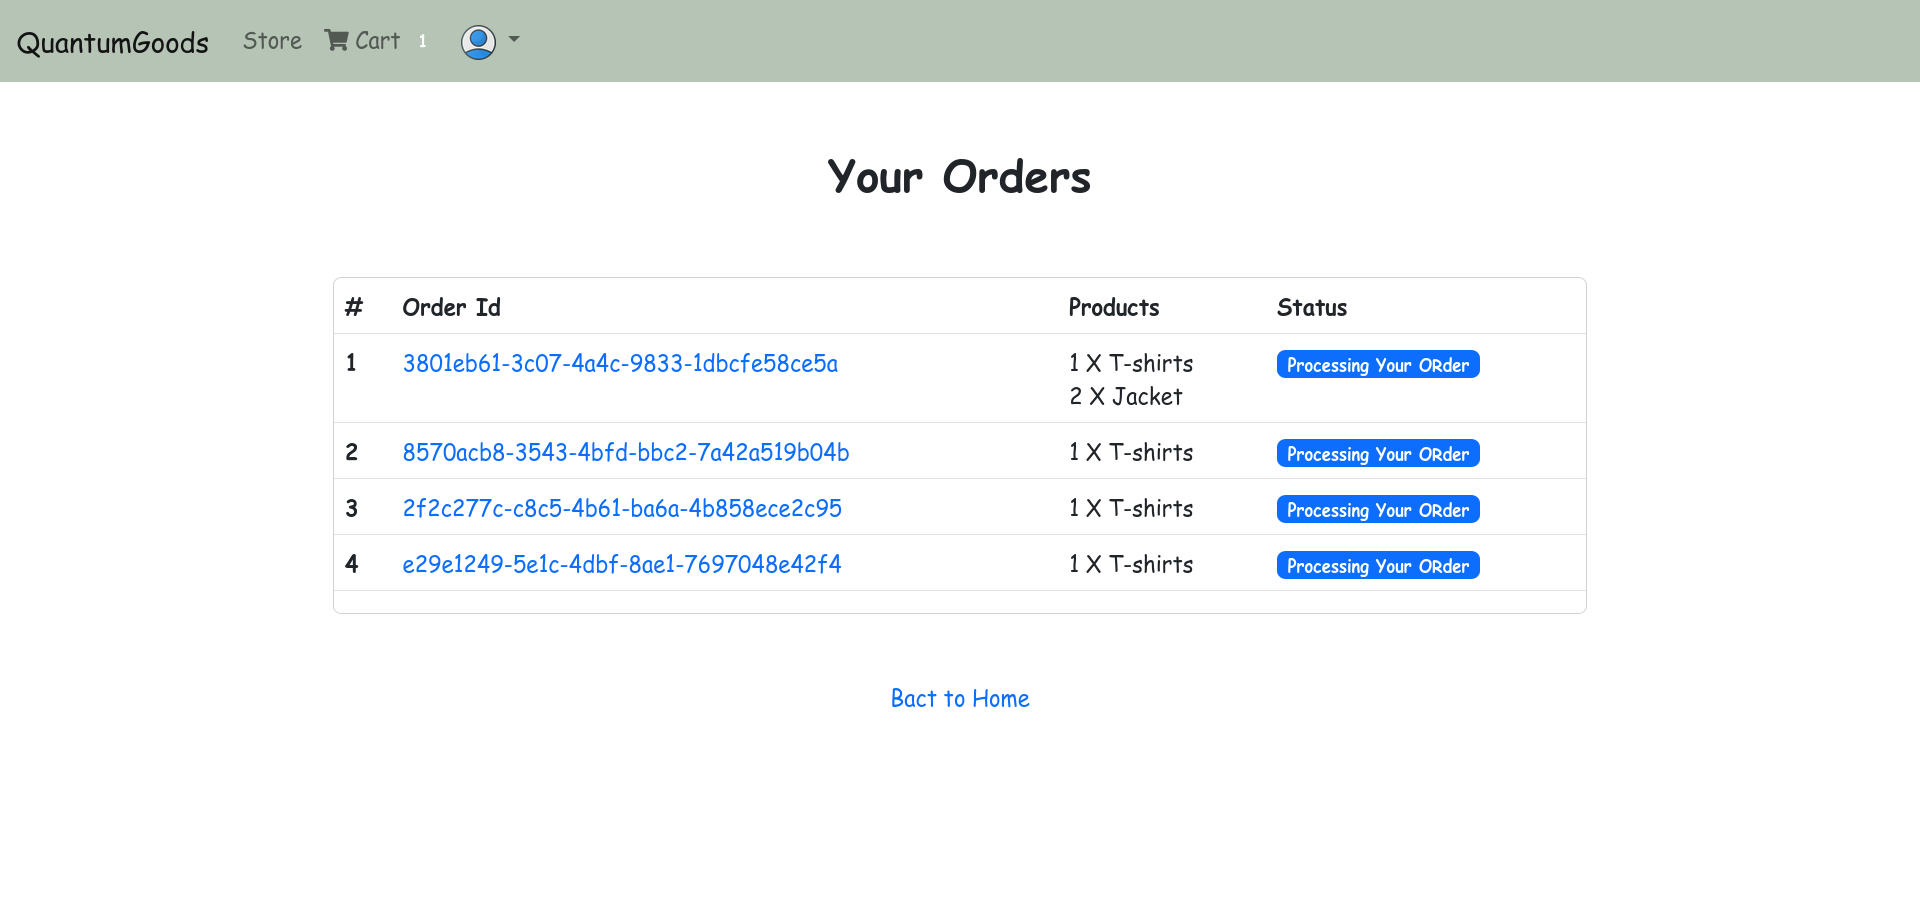 QuantumGoods Store Cart 1
Your Orders
# Order Id Products Status
1 3801eb61-3c07-4a4c-9833-1dbcfe58ce5a 1 X T-shirts Processing Your ORder
2 X Jacket
2 8570acb8-3543-4bfd-bbc2-7a42a519b04b 1 X T-shirts Processing Your ORder
3 2f2c277c-c8c5-4b61-ba6a-4b858ece2c95 1 X T-shirts Processing Your ORder
4 e29e1249-5e1c-4dbf-8ae1-7697048e42f4 1 X T-shirts Processing Your ORder
Bact to Home